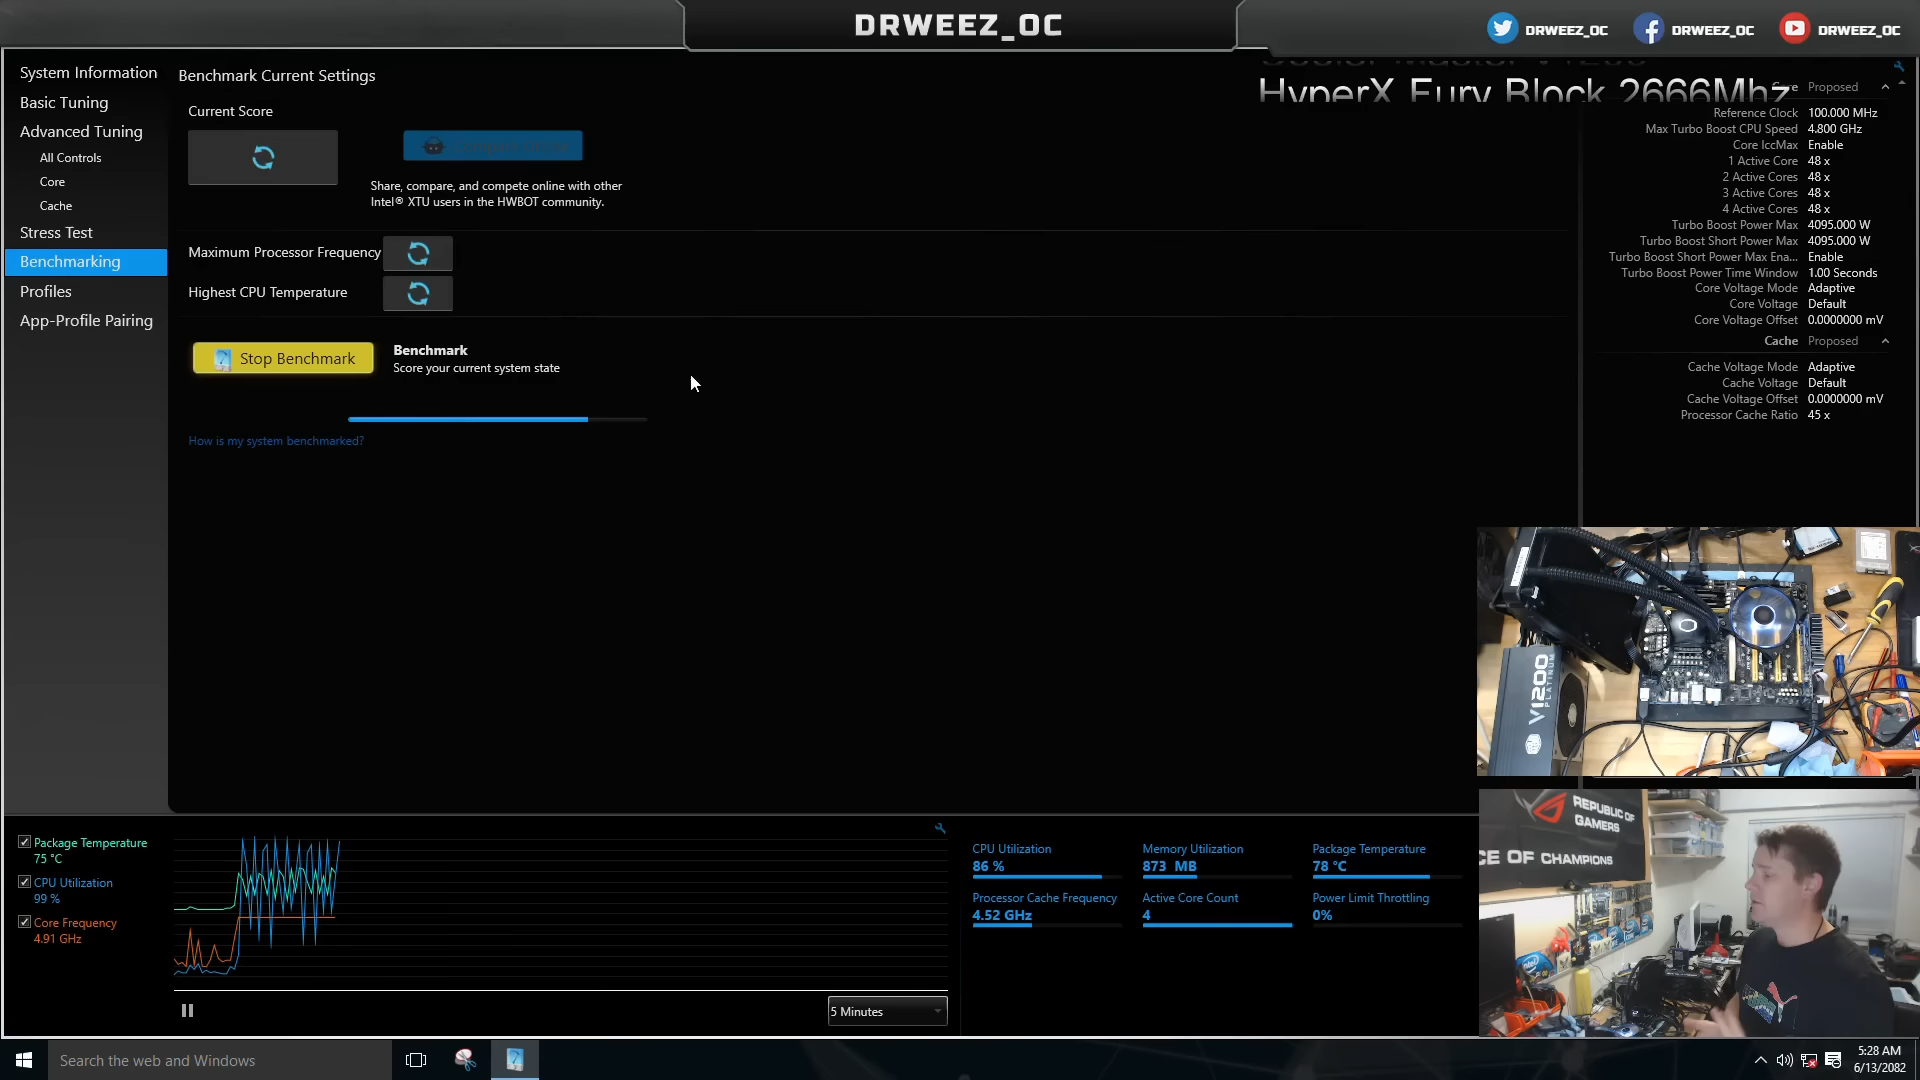 DRWEEZ_OC
DRWEEZ_OC
DRWEEZ_OC
DRWEEZ_OC
System Information
Basic Tuning
Advanced Tuning
All Controls
Core
Cache
Stress Test
Benchmarking
Profiles
App-Profile Pairing
Benchmark Current Settings
Current Score
Share, compare, and compete online with other
Intel® XTU users in the HWBOT community.
Maximum Processor Frequency
Highest CPU Temperature
Stop Benchmark
Benchmark
Score your current system state
How is my system benchmarked?
HyperX Fury Block 2666Mhz
Core Proposed
Reference Clock 100.000 MHz
Max Turbo Boost CPU Speed 4.800 GHz
Core IccMax Enable
1 Active Core 48 x
2 Active Cores 48 x
3 Active Cores 48 x
4 Active Cores 48 x
Turbo Boost Power Max 4095.000 W
Turbo Boost Short Power Max 4095.000 W
Turbo Boost Short Power Max Ena... Enable
Turbo Boost Power Time Window 1.00 Seconds
Core Voltage Mode Adaptive
Core Voltage Default
Core Voltage Offset 0.0000000 mV
Cache Proposed
Cache Voltage Mode Adaptive
Cache Voltage Default
Cache Voltage Offset 0.0000000 mV
Processor Cache Ratio 45 x
V1200
PLATINUM
REPUBLIC OF
GAMERS
CE OF CHAMPIONS
Package Temperature
75 °C
CPU Utilization
99 %
Core Frequency
4.91 GHz
5 Minutes
CPU Utilization
86 %
Memory Utilization
873 MB
Package Temperature
78 °C
Processor Cache Frequency
4.52 GHz
Active Core Count
4
Power Limit Throttling
0%
Search the web and Windows
5:28 AM
6/13/2082